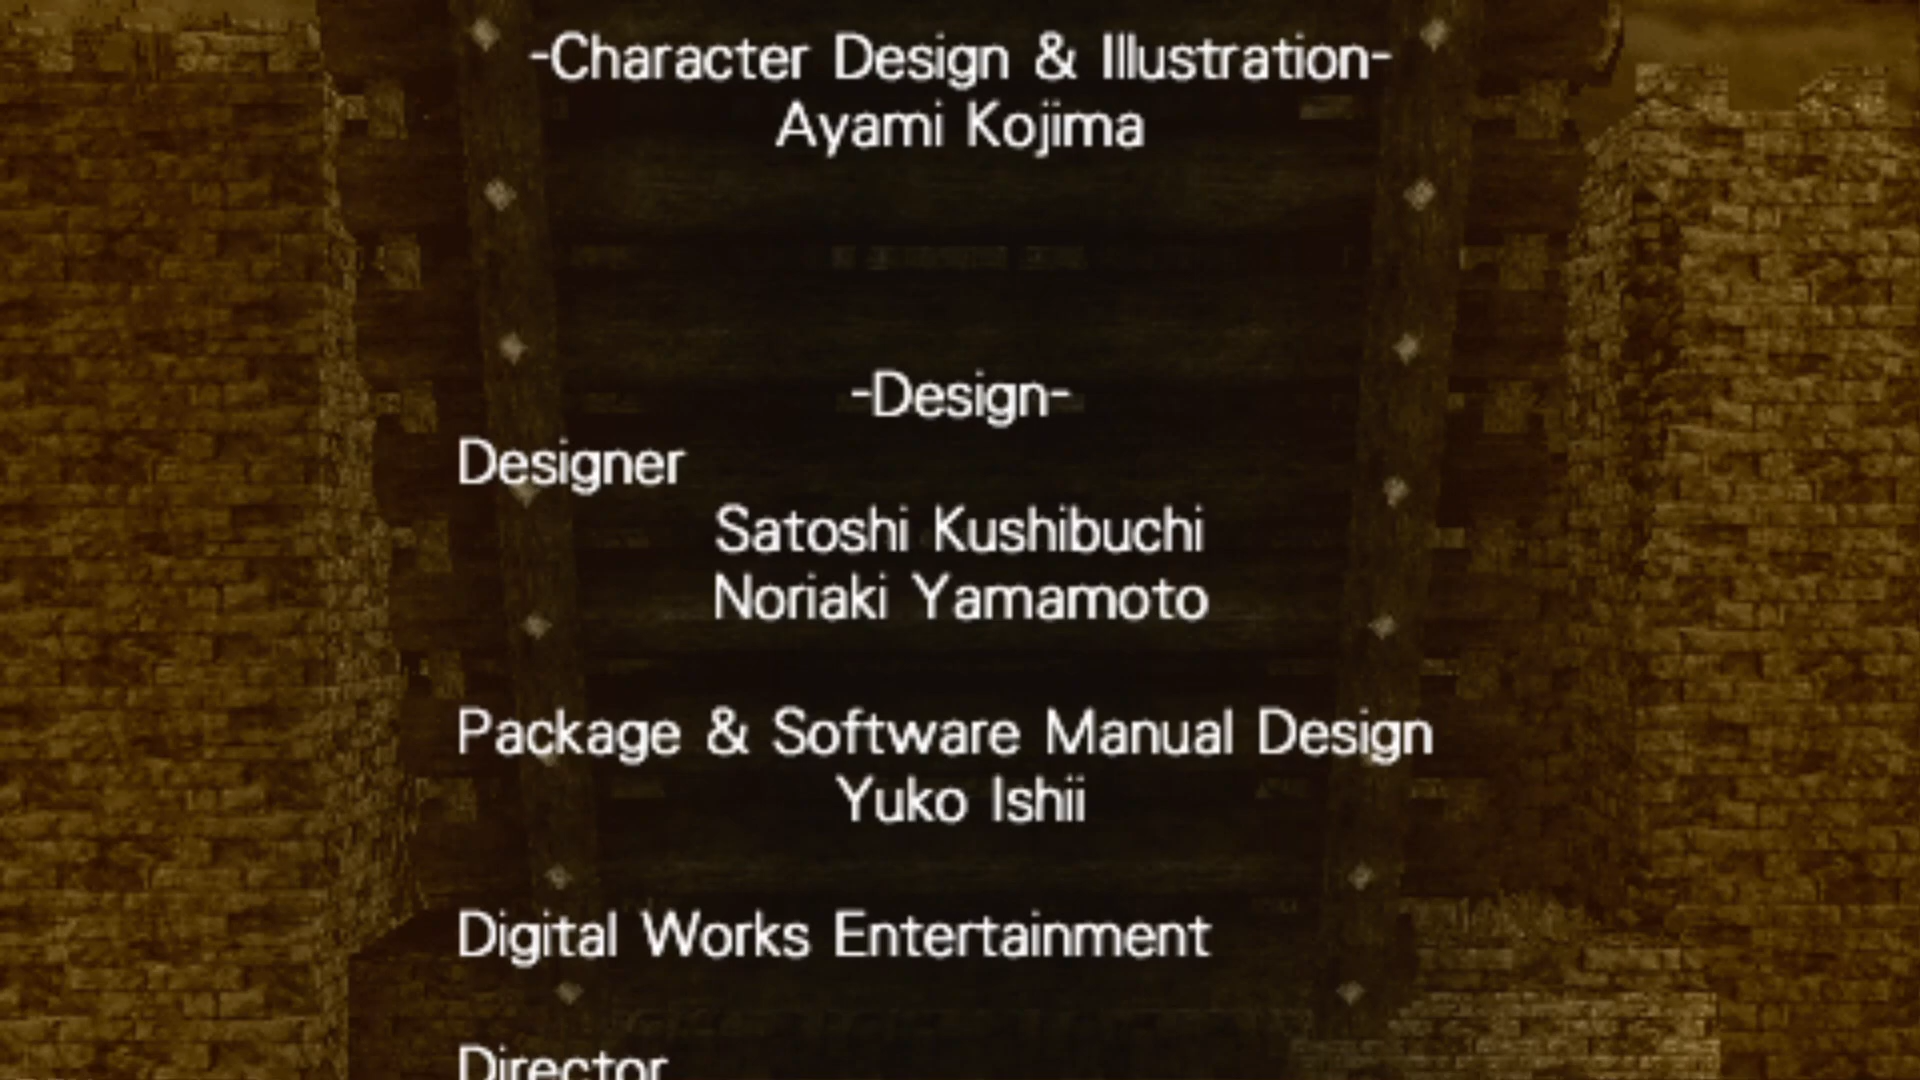 -Character Design & Illustration-
Ayami Kojima
-Design-
Designer
Satoshi Kushibuchi
Noriaki Yamamoto
Package & Software Manual Design
Yuko Ishii
Digital Works Entertainment
Director